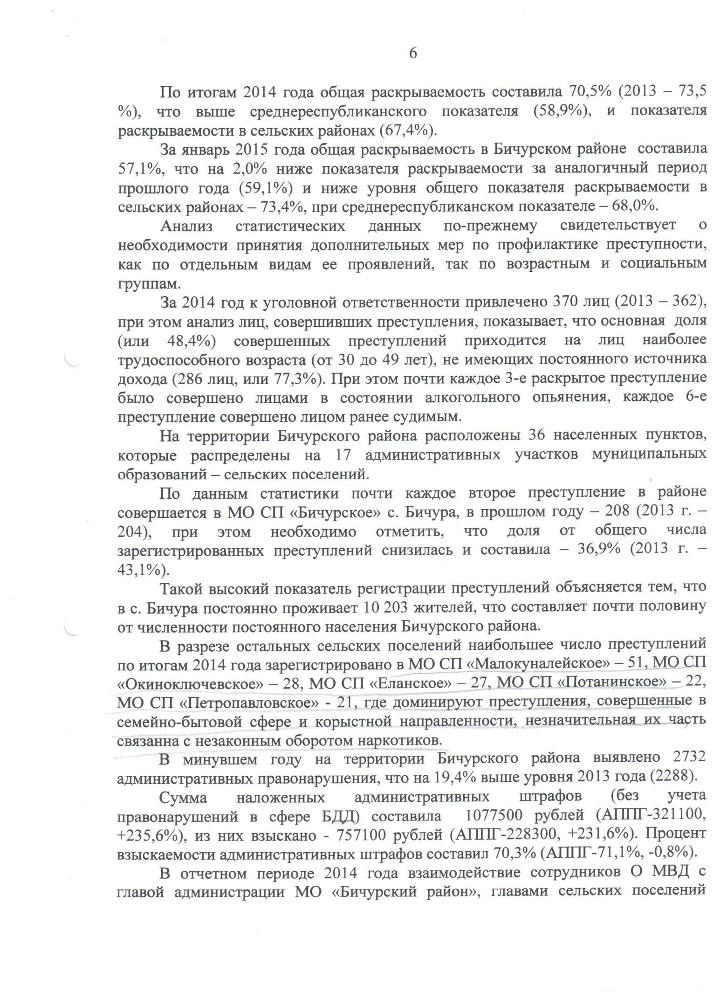 6
По итогам 2014 года общая раскрываемость составила 70,5% (2013 – 73,5
%), что выше среднереспубликанского показателя (58,9%), и показателя
раскрываемости в сельских районах (67,4%).
За январь 2015 года общая раскрываемость в Бичурском районе составила
57,1%, что на 2,0% ниже показателя раскрываемости за аналогичный период
прошлого года (59,1%) и ниже уровня общего показателя раскрываемости в
сельских районах – 73,4%, при среднереспубликанском показателе – 68,0%.
Анализ статистических данных по-прежнему свидетельствует о
необходимости принятия дополнительных мер по профилактике преступности,
как по отдельным видам ее проявлений, так по возрастным и социальным
группам.
За 2014 год к уголовной ответственности привлечено 370 лиц (2013 – 362),
при этом анализ лиц, совершивших преступления, показывает, что основная доля
(или 48,4%) совершенных преступлений приходится на лиц наиболее
трудоспособного возраста (от 30 до 49 лет), не имеющих постоянного источника
дохода (286 лиц, или 77,3%). При этом почти каждое 3-е раскрытое преступление
было совершено лицами в состоянии алкогольного опьянения, каждое 6-е
преступление совершено лицом ранее судимым.
На территории Бичурского района расположены 36 населенных пунктов,
которые распределены на 17 административных участков муниципальных
образований – сельских поселений.
По данным статистики почти каждое второе преступление в районе
совершается в МО СП «Бичурское» с. Бичура, в прошлом году – 208 (2013 г. –
204), при этом необходимо отметить, что доля от общего числа
зарегистрированных преступлений снизилась и составила – 36,9% (2013 г. –
43,1%).
Такой высокий показатель регистрации преступлений объясняется тем, что
в с. Бичура постоянно проживает 10 203 жителей, что составляет почти половину
от численности постоянного населения Бичурского района.
В разрезе остальных сельских поселений наибольшее число преступлений
по итогам 2014 года зарегистрировано в МО СП «Малокуналейское» – 51, МО СП
«Окиноключевское» – 28, МО СП «Еланское» – 27, МО СП «Потанинское» – 22,
МО СП «Петропавловское» - 21, где доминируют преступления, совершенные в
семейно-бытовой сфере и корыстной направленности, незначительная их часть
связанна с незаконным оборотом наркотиков.
В минувшем году на территории Бичурского района выявлено 2732
административных правонарушения, что на 19,4% выше уровня 2013 года (2288).
Сумма наложенных административных штрафов (без учета
правонарушений в сфере БДД) составила 1077500 рублей (АППГ-321100,
+235,6%), из них взыскано - 757100 рублей (АППГ-228300, +231,6%). Процент
взыскаемости административных штрафов составил 70,3% (АППГ-71,1%, -0,8%).
В отчетном периоде 2014 года взаимодействие сотрудников О МВД с
главой администрации МО «Бичурский район», главами сельских поселений